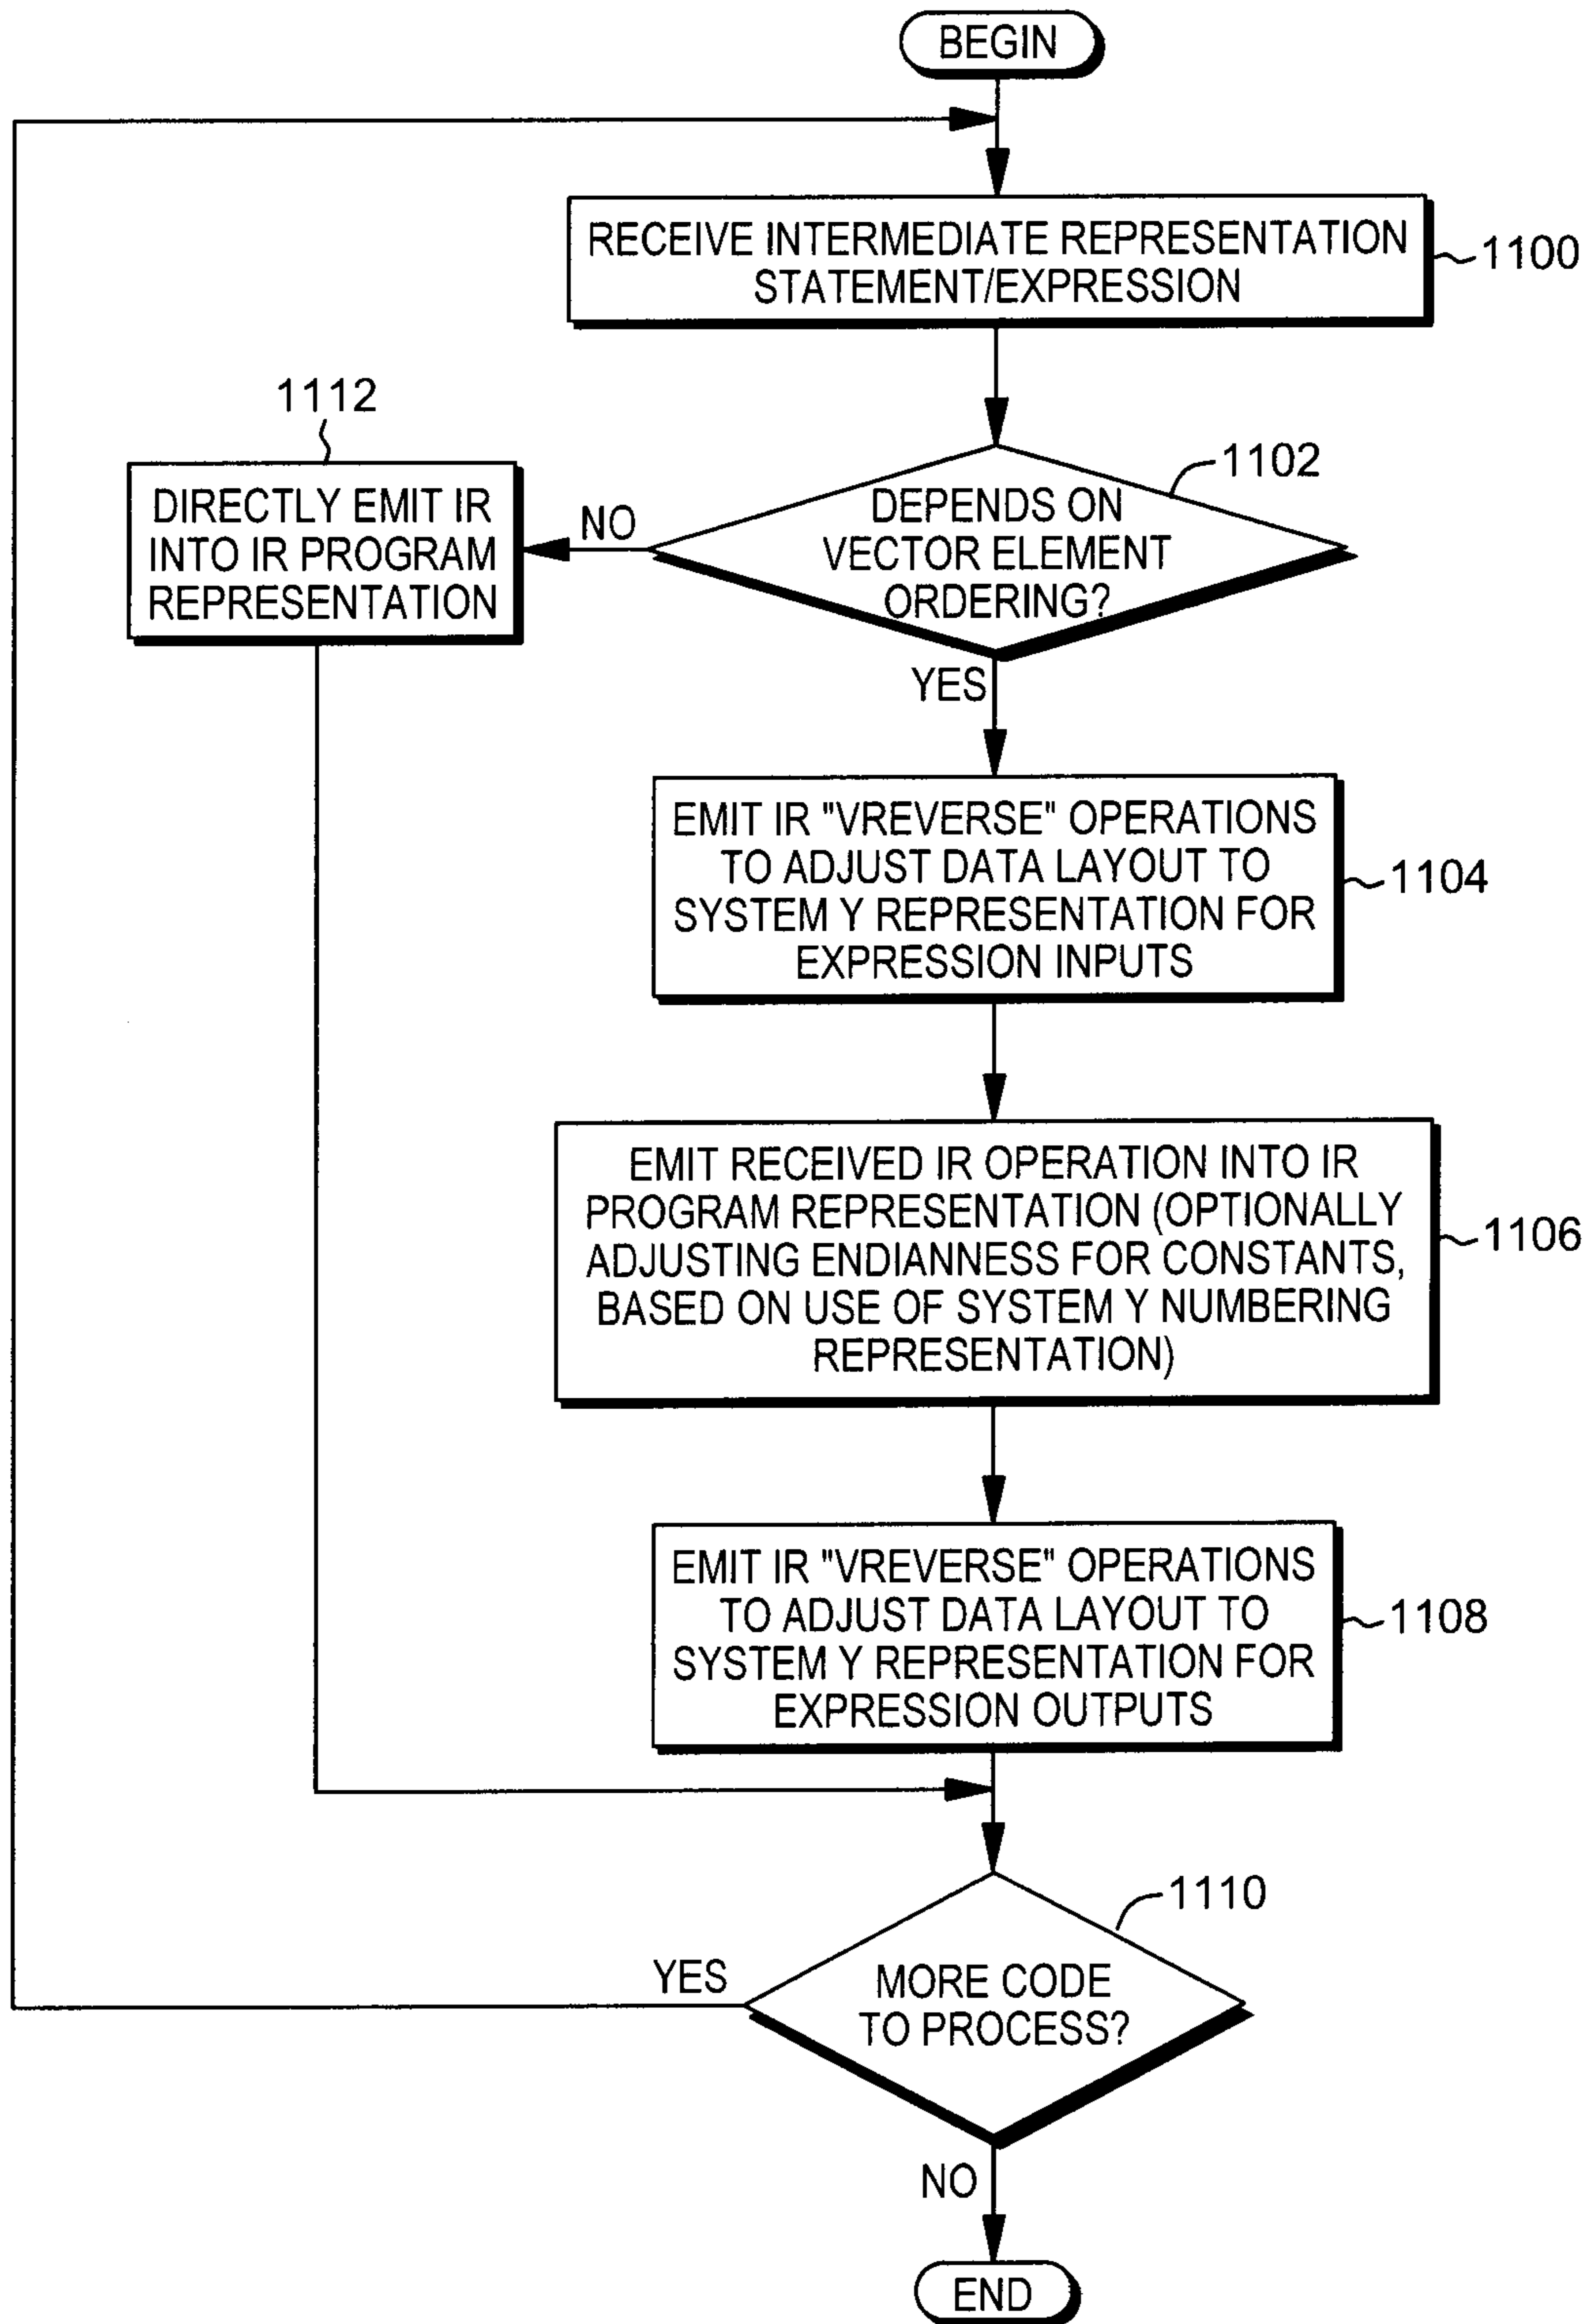 BEGIN
RECEIVE INTERMEDIATE REPRESENTATION
STATEMENT/EXPRESSION
1100
1112
DIRECTLY EMIT IR
INTO IR PROGRAM
REPRESENTATION
NO
1102
DEPENDS ON
VECTOR ELEMENT
ORDERING?
YES
EMIT IR "VREVERSE" OPERATIONS
TO ADJUST DATA LAYOUT TO
SYSTEM Y REPRESENTATION FOR
EXPRESSION INPUTS
1104
EMIT RECEIVED IR OPERATION INTO IR
PROGRAM REPRESENTATION (OPTIONALLY
ADJUSTING ENDIANNESS FOR CONSTANTS,
BASED ON USE OF SYSTEM Y NUMBERING
REPRESENTATION)
1106
EMIT IR "VREVERSE" OPERATIONS
TO ADJUST DATA LAYOUT TO
SYSTEM Y REPRESENTATION FOR
EXPRESSION OUTPUTS
1108
1110
YES
MORE CODE
TO PROCESS?
NO
END